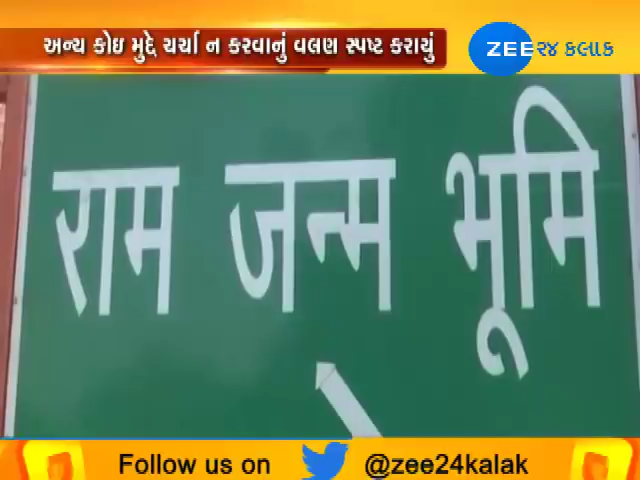 અન્ય કોઇ મુદ્દે ચર્ચા ન કરવાનું વલણ સ્પષ્ટ કરાયું
ZEE ૨૪ કલાક
राम जन्म भूमि
Follow us on @zee24kalak